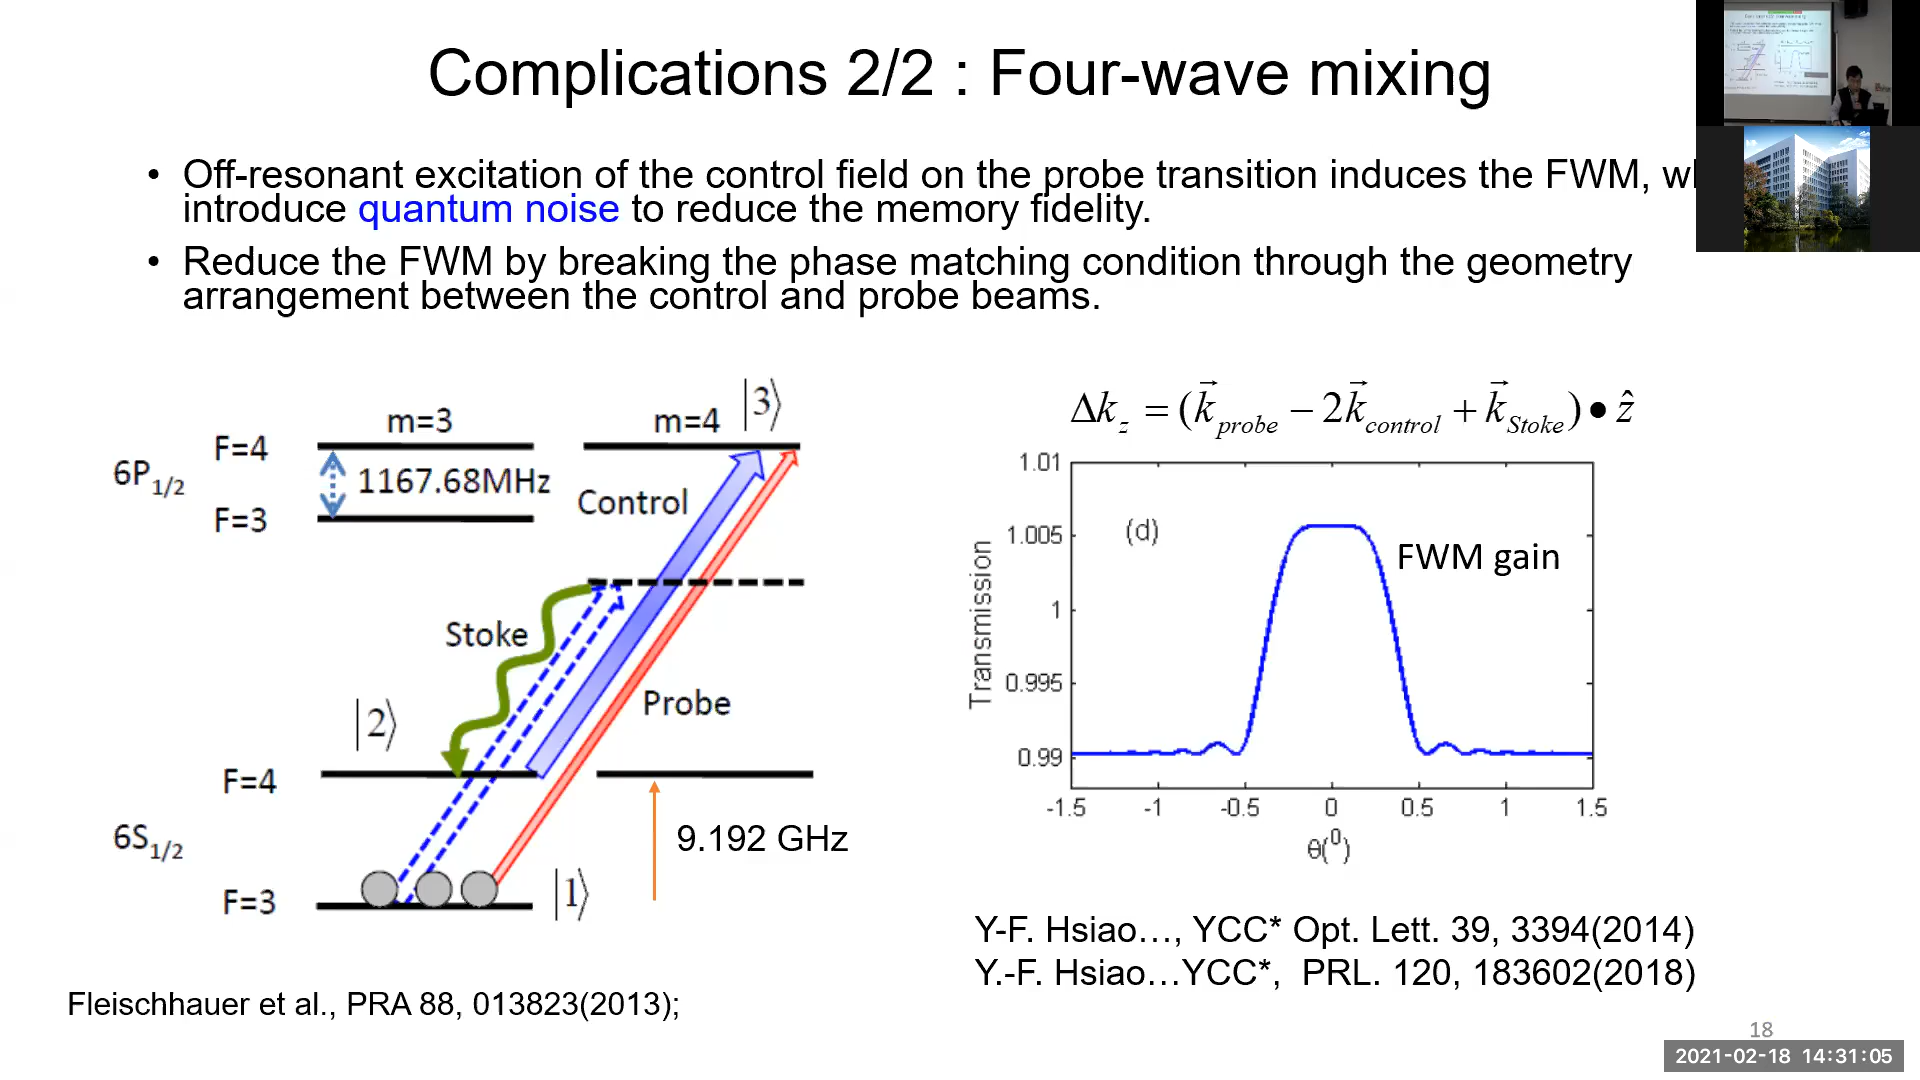 Complications 2/2 : Four-wave mixing
• Off-resonant excitation of the control field on the probe transition induces the FWM,
introduce quantum noise to reduce the memory fidelity.
• Reduce the FWM by breaking the phase matching condition through the geometry
arrangement between the control and probe beams.
m=3
m=4
|3⟩
F=4
6P1/2
1167.68MHz
Control
F=3
Stoke
Probe
|2⟩
F=4
6S1/2
9.192 GHz
F=3
|1⟩
Δk_z = (k⃗_probe − 2k⃗_control + k⃗_Stoke) • ẑ
1.01
(d)
1.005
FWM gain
Transmission
1
0.995
0.99
-1.5 -1 -0.5 0 0.5 1 1.5
θ(⁰)
Y-F. Hsiao…, YCC* Opt. Lett. 39, 3394(2014)
Y.-F. Hsiao…YCC*, PRL. 120, 183602(2018)
Fleischhauer et al., PRA 88, 013823(2013);
18
2021-02-18 14:31:05